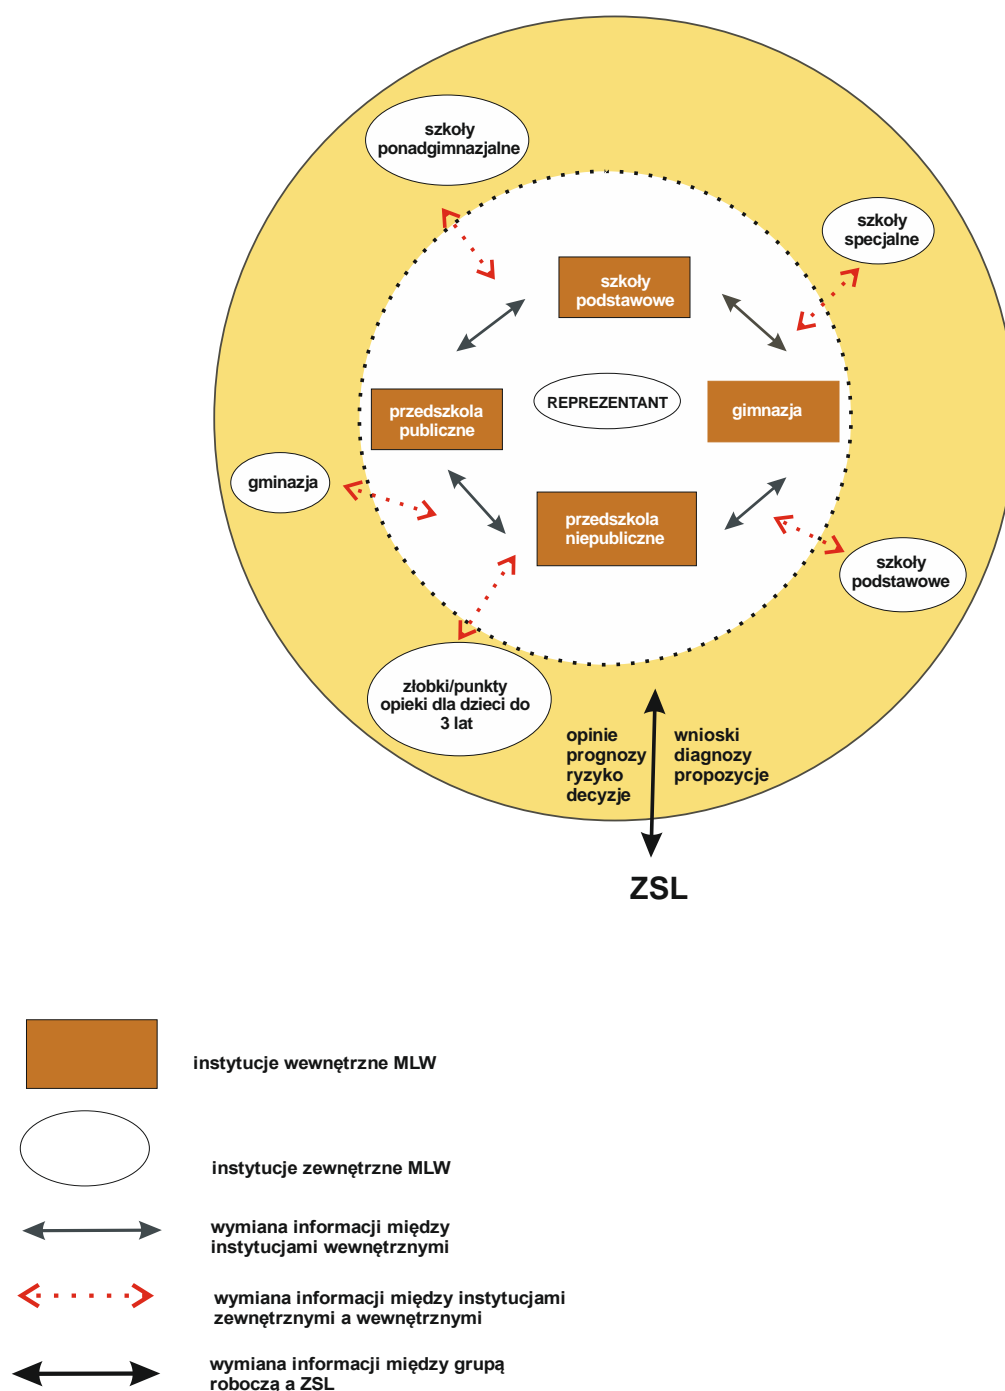 szkoły
ponadgimnazjalne
szkoły
specjalne
szkoły
podstawowe
przedszkola
publiczne
REPREZENTANT
gimnazja
gminazja
przedszkola
niepubliczne
szkoły
podstawowe
złobki/punkty
opieki dla dzieci do
3 lat
opinie
prognozy
ryzyko
decyzje
wnioski
diagnozy
propozycje
ZSL
instytucje wewnętrzne MLW
instytucje zewnętrzne MLW
wymiana informacji między
instytucjami wewnętrznymi
wymiana informacji między instytucjami
zewnętrznymi a wewnętrznymi
wymiana informacji między grupą
roboczą a ZSL